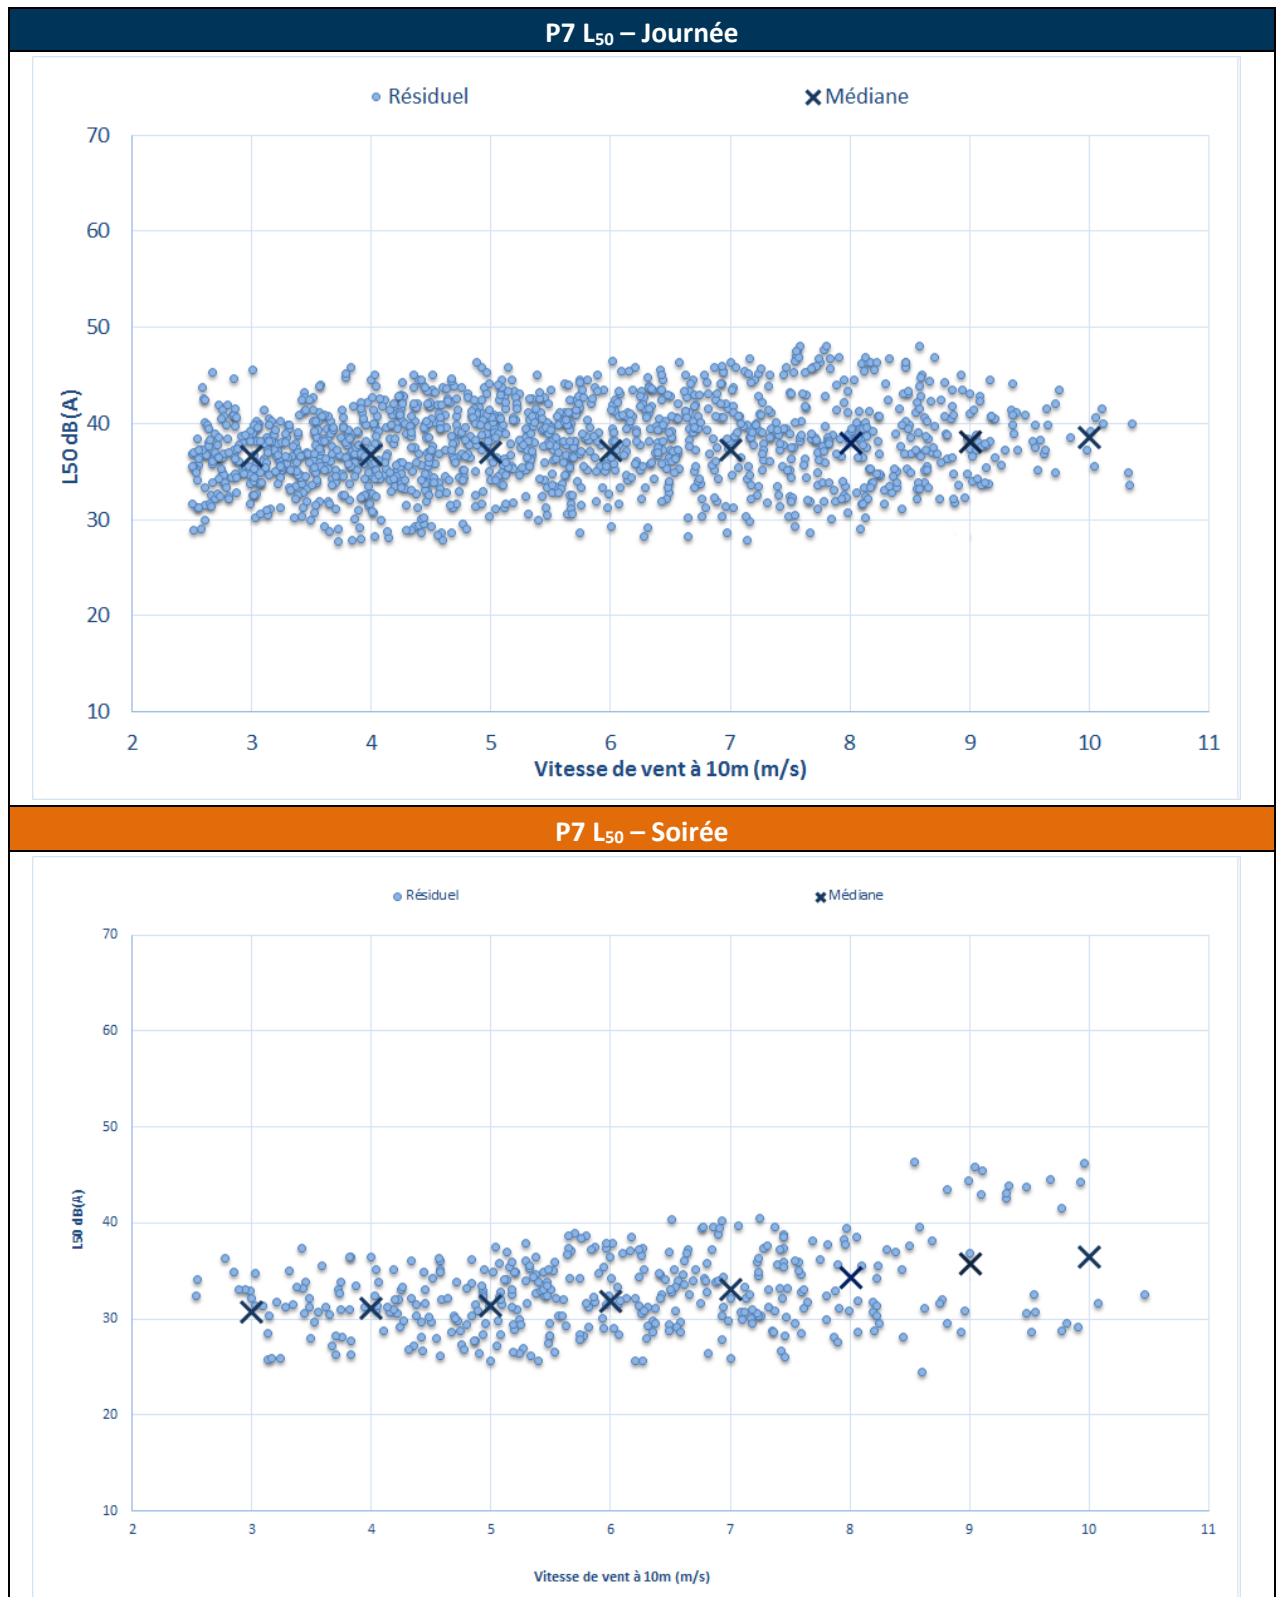 P7 L50 – Journée
Résiduel Médiane
70
60
50
40
30
20
10
L50 dB(A)
2 3 4 5 6 7 8 9 10 11
Vitesse de vent à 10m (m/s)
P7 L50 – Soirée
Résiduel Médiane
70
60
50
40
30
20
10
L50 dB(A)
2 3 4 5 6 7 8 9 10 11
Vitesse de vent à 10m (m/s)